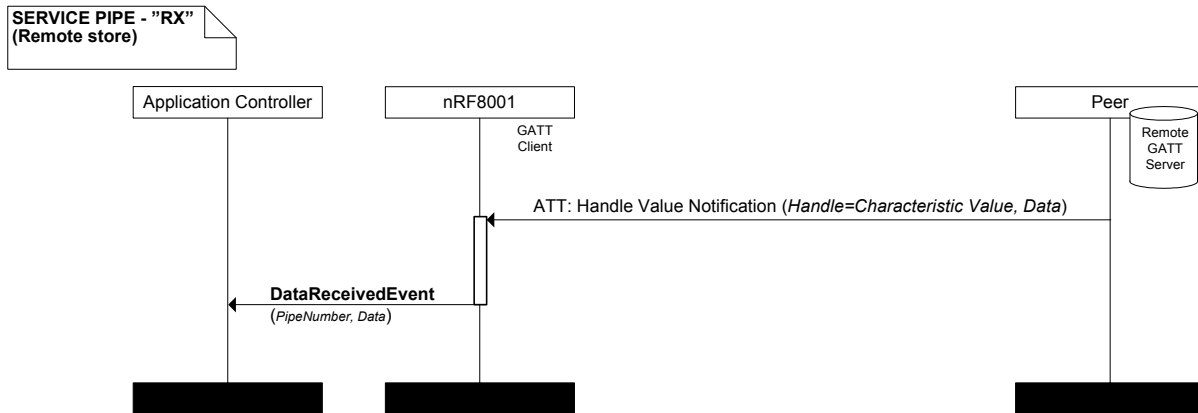 SERVICE PIPE - ”RX”
(Remote store)
Application Controller
nRF8001
Peer
GATT
Client
Remote
GATT
Server
ATT: Handle Value Notification (Handle=Characteristic Value, Data)
DataReceivedEvent
(PipeNumber, Data)